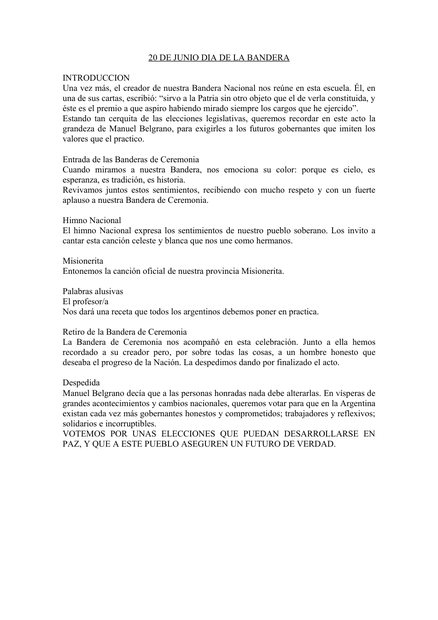 20 DE JUNIO DIA DE LA BANDERA
INTRODUCCION
Una vez más, el creador de nuestra Bandera Nacional nos reúne en esta escuela. Él, en
una de sus cartas, escribió: “sirvo a la Patria sin otro objeto que el de verla constituida, y
éste es el premio a que aspiro habiendo mirado siempre los cargos que he ejercido”.
Estando tan cerquita de las elecciones legislativas, queremos recordar en este acto la
grandeza de Manuel Belgrano, para exigirles a los futuros gobernantes que imiten los
valores que el practico.
Entrada de las Banderas de Ceremonia
Cuando miramos a nuestra Bandera, nos emociona su color: porque es cielo, es
esperanza, es tradición, es historia.
Revivamos juntos estos sentimientos, recibiendo con mucho respeto y con un fuerte
aplauso a nuestra Bandera de Ceremonia.
Himno Nacional
El himno Nacional expresa los sentimientos de nuestro pueblo soberano. Los invito a
cantar esta canción celeste y blanca que nos une como hermanos.
Misionerita
Entonemos la canción oficial de nuestra provincia Misionerita.
Palabras alusivas
El profesor/a
Nos dará una receta que todos los argentinos debemos poner en practica.
Retiro de la Bandera de Ceremonia
La Bandera de Ceremonia nos acompañó en esta celebración. Junto a ella hemos
recordado a su creador pero, por sobre todas las cosas, a un hombre honesto que
deseaba el progreso de la Nación. La despedimos dando por finalizado el acto.
Despedida
Manuel Belgrano decía que a las personas honradas nada debe alterarlas. En vísperas de
grandes acontecimientos y cambios nacionales, queremos votar para que en la Argentina
existan cada vez más gobernantes honestos y comprometidos; trabajadores y reflexivos;
solidarios e incorruptibles.
VOTEMOS POR UNAS ELECCIONES QUE PUEDAN DESARROLLARSE EN
PAZ, Y QUE A ESTE PUEBLO ASEGUREN UN FUTURO DE VERDAD.